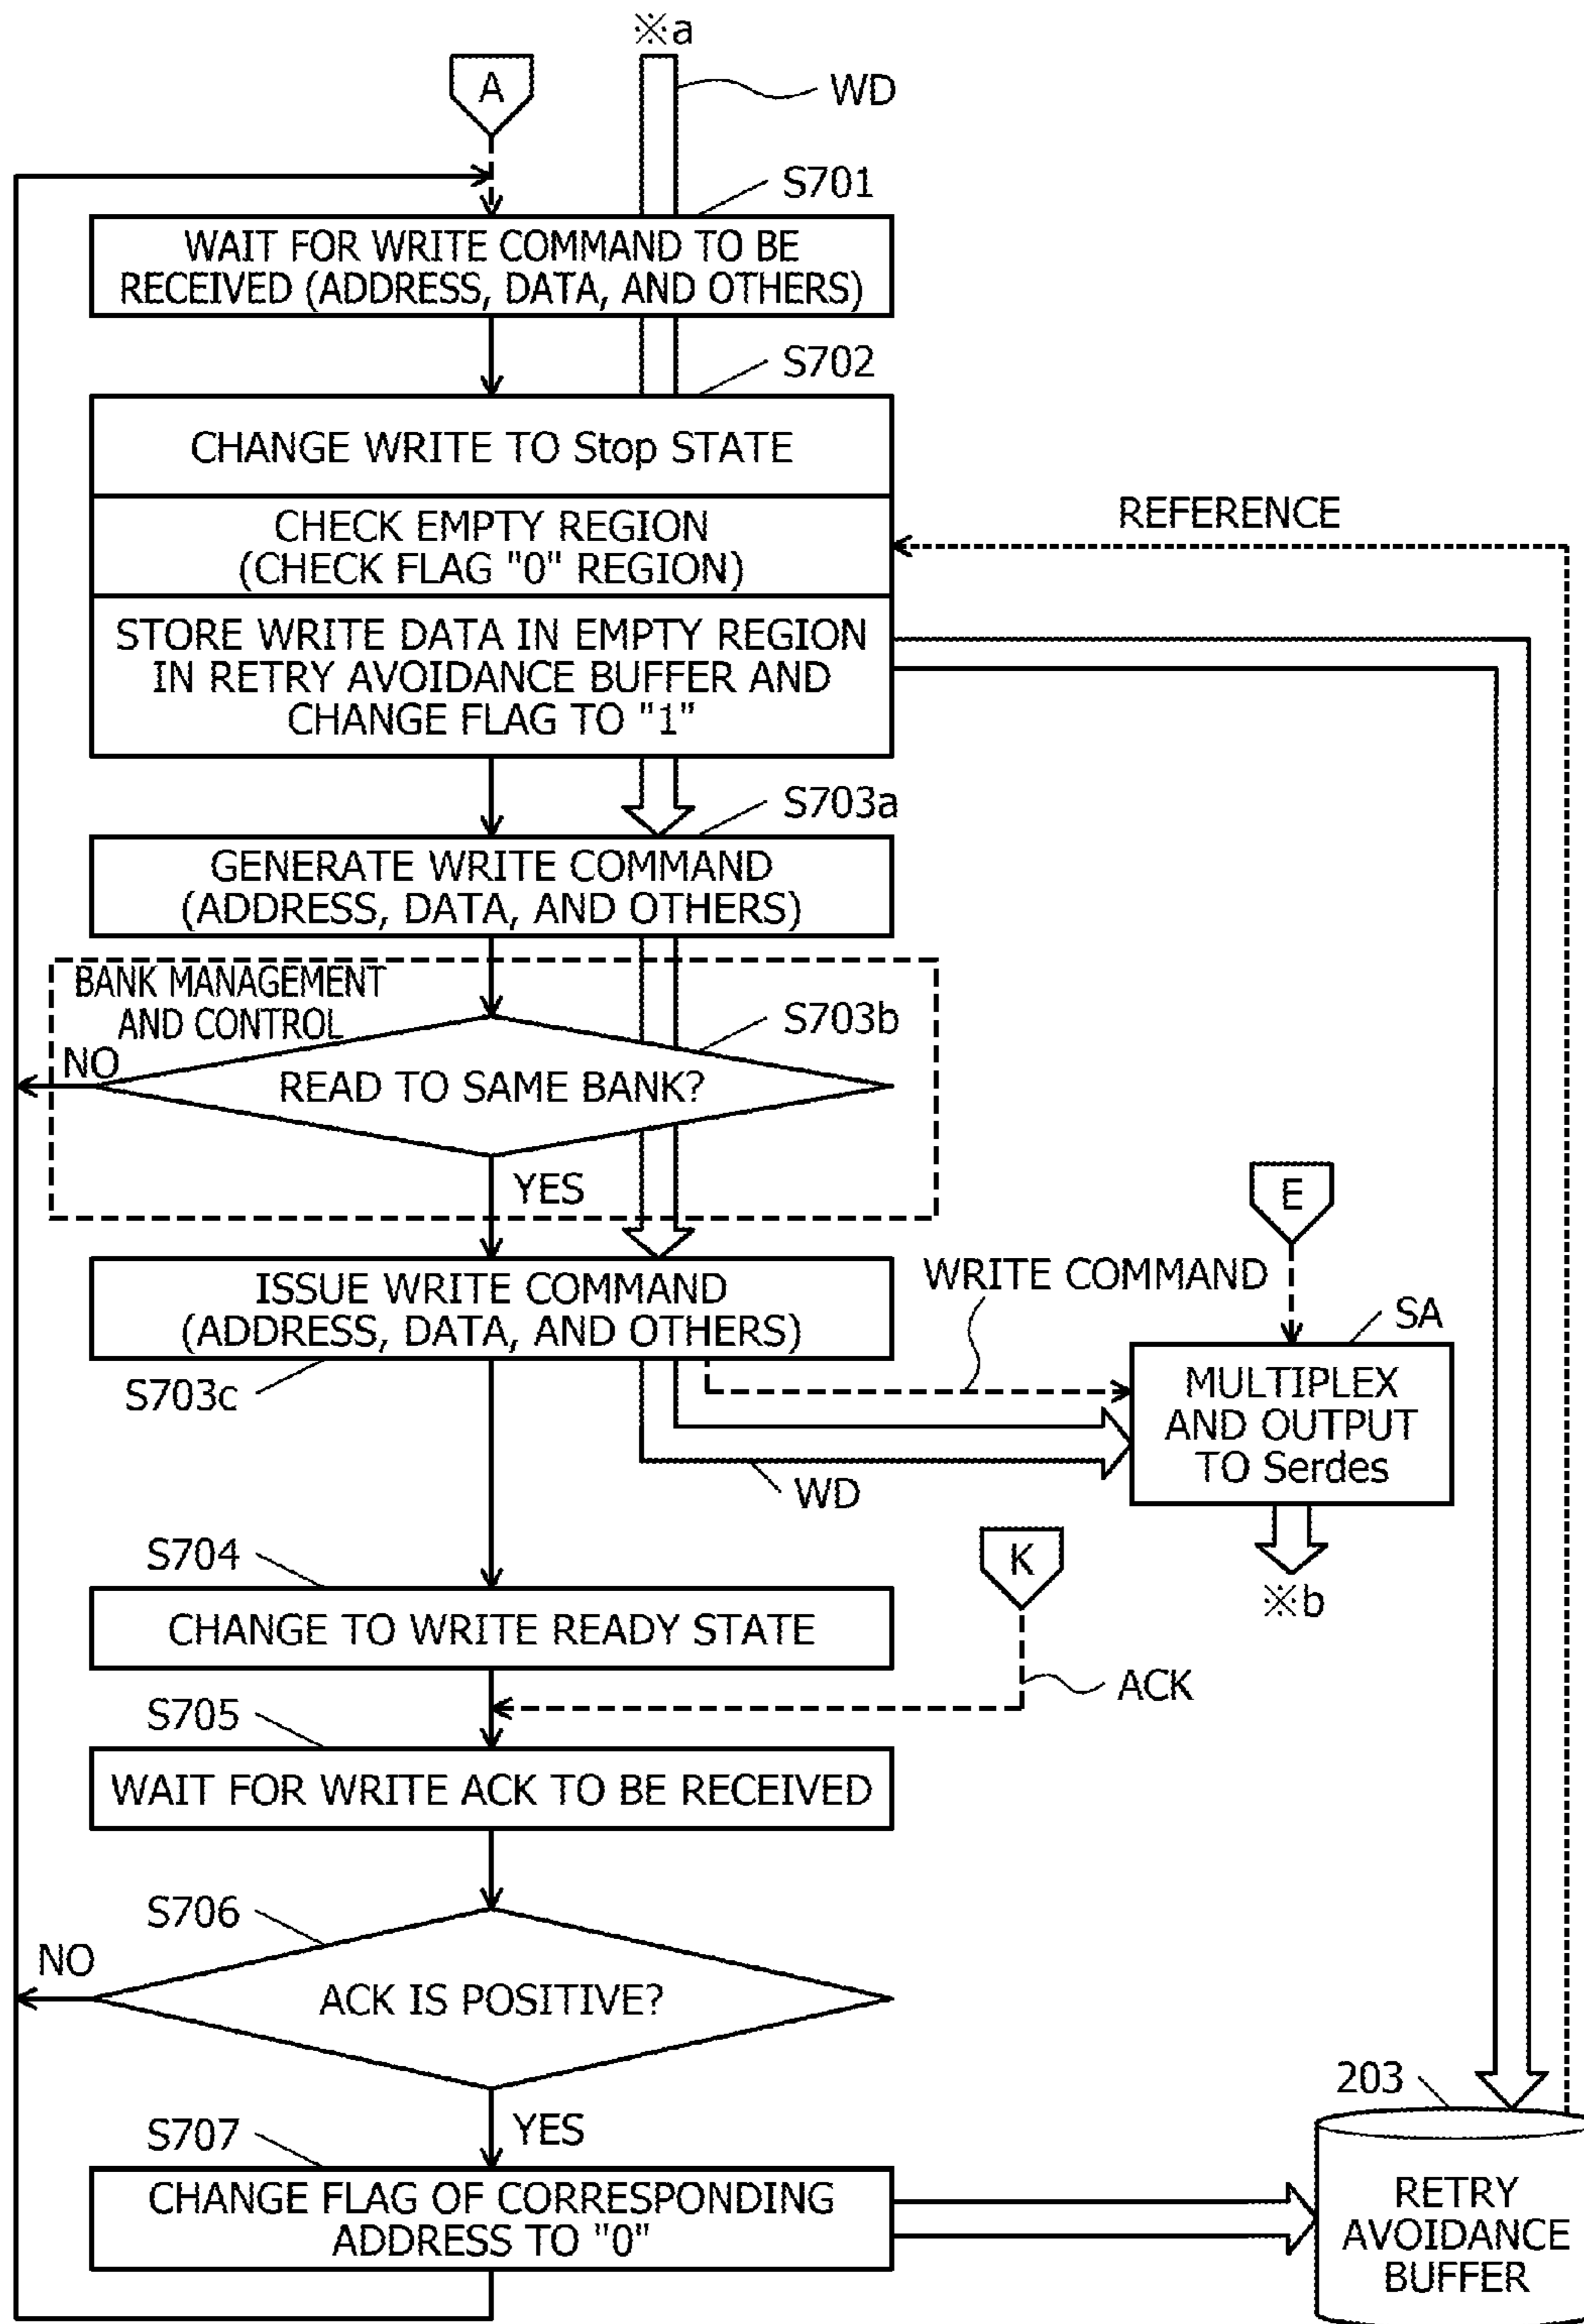 ※a
A
WD
S701
WAIT FOR WRITE COMMAND TO BE
RECEIVED (ADDRESS, DATA, AND OTHERS)
S702
CHANGE WRITE TO Stop STATE
CHECK EMPTY REGION
(CHECK FLAG "0" REGION)
REFERENCE
STORE WRITE DATA IN EMPTY REGION
IN RETRY AVOIDANCE BUFFER AND
CHANGE FLAG TO "1"
S703a
GENERATE WRITE COMMAND
(ADDRESS, DATA, AND OTHERS)
BANK MANAGEMENT
AND CONTROL
S703b
NO
READ TO SAME BANK?
YES
E
ISSUE WRITE COMMAND
(ADDRESS, DATA, AND OTHERS)
WRITE COMMAND
SA
S703c
MULTIPLEX
AND OUTPUT
TO Serdes
WD
※b
S704
K
CHANGE TO WRITE READY STATE
ACK
S705
WAIT FOR WRITE ACK TO BE RECEIVED
S706
NO
ACK IS POSITIVE?
YES
203
S707
CHANGE FLAG OF CORRESPONDING
ADDRESS TO "0"
RETRY
AVOIDANCE
BUFFER